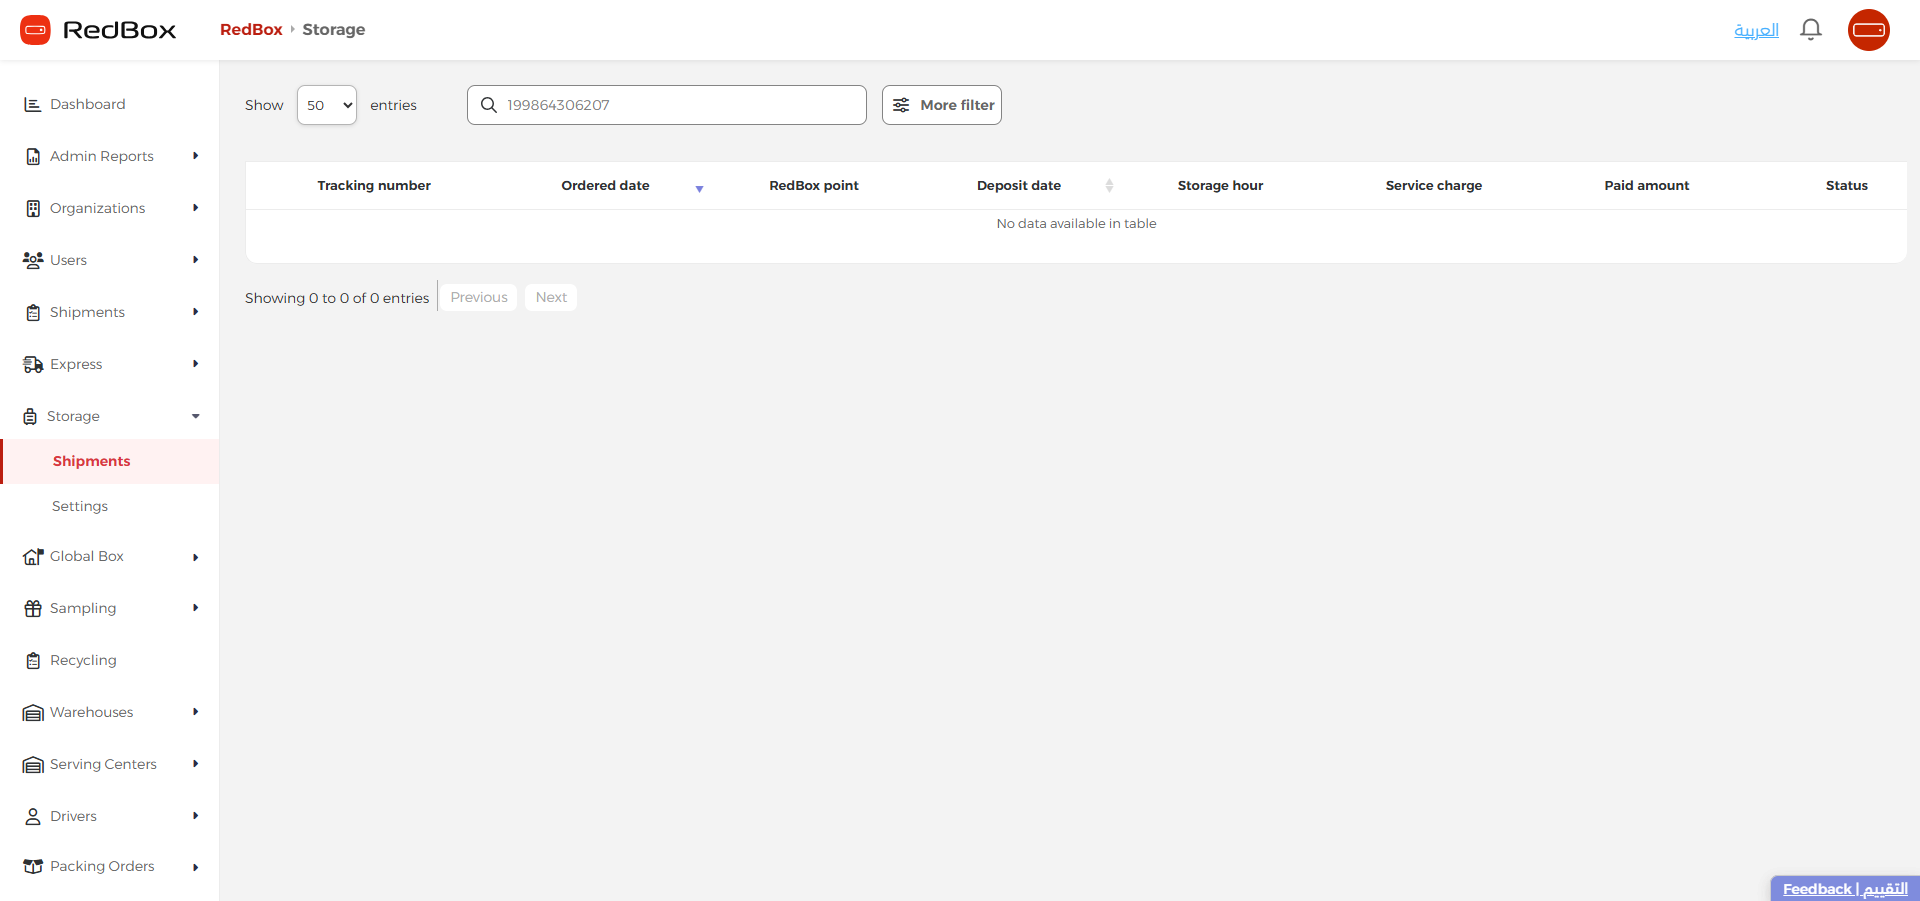 RedBox
RedBox
Storage
العربية
Dashboard
Admin Reports
Organizations
Users
Shipments
Express
Storage
Shipments
Settings
Global Box
Sampling
Recycling
Warehouses
Serving Centers
Drivers
Packing Orders
Show 50 entries
199864306207
More filter
Tracking number Ordered date RedBox point Deposit date Storage hour Service charge Paid amount Status
No data available in table
Showing 0 to 0 of 0 entries
Previous
Next
Feedback | التقييم